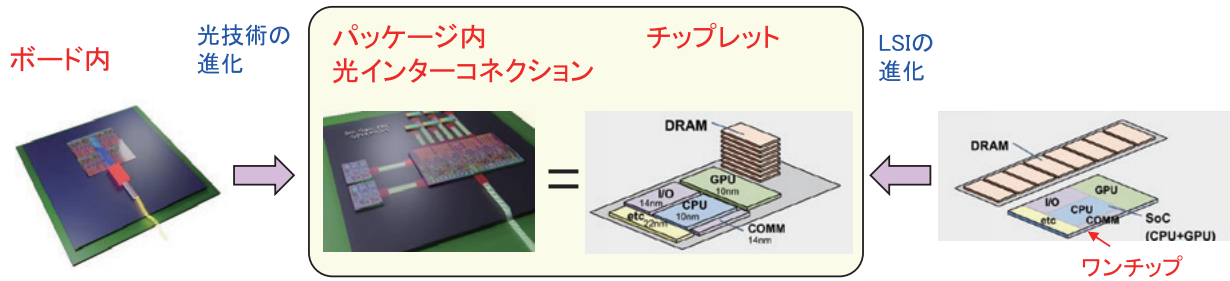 ボード内
光技術の
進化
パッケージ内
光インターコネクション
チップレット
LSIの
進化
=
DRAM
GPU
10nm
I/O
14nm
CPU
10nm
etc
22nm
COMM
14nm
DRAM
GPU
I/O
CPU
etc
COMM
SoC
(CPU+GPU)
ワンチップ